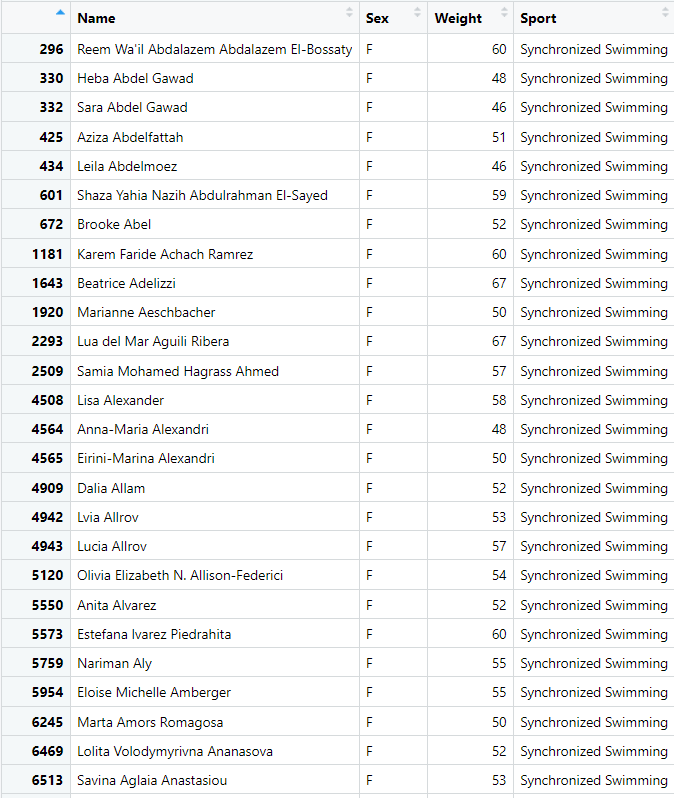 Name Sex Weight Sport
296 Reem Wa'il Abdalazem Abdalazem El-Bossaty F 60 Synchronized Swimming
330 Heba Abdel Gawad F 48 Synchronized Swimming
332 Sara Abdel Gawad F 46 Synchronized Swimming
425 Aziza Abdelfattah F 51 Synchronized Swimming
434 Leila Abdelmoez F 46 Synchronized Swimming
601 Shaza Yahia Nazih Abdulrahman El-Sayed F 59 Synchronized Swimming
672 Brooke Abel F 52 Synchronized Swimming
1181 Karem Faride Achach Ramrez F 60 Synchronized Swimming
1643 Beatrice Adelizzi F 67 Synchronized Swimming
1920 Marianne Aeschbacher F 50 Synchronized Swimming
2293 Lua del Mar Aguili Ribera F 67 Synchronized Swimming
2509 Samia Mohamed Hagrass Ahmed F 57 Synchronized Swimming
4508 Lisa Alexander F 58 Synchronized Swimming
4564 Anna-Maria Alexandri F 48 Synchronized Swimming
4565 Eirini-Marina Alexandri F 50 Synchronized Swimming
4909 Dalia Allam F 52 Synchronized Swimming
4942 Lvia Allrov F 53 Synchronized Swimming
4943 Lucia Allrov F 57 Synchronized Swimming
5120 Olivia Elizabeth N. Allison-Federici F 54 Synchronized Swimming
5550 Anita Alvarez F 52 Synchronized Swimming
5573 Estefana lvarez Piedrahita F 60 Synchronized Swimming
5759 Nariman Aly F 55 Synchronized Swimming
5954 Eloise Michelle Amberger F 55 Synchronized Swimming
6245 Marta Amors Romagosa F 50 Synchronized Swimming
6469 Lolita Volodymyrivna Ananasova F 52 Synchronized Swimming
6513 Savina Aglaia Anastasiou F 53 Synchronized Swimming